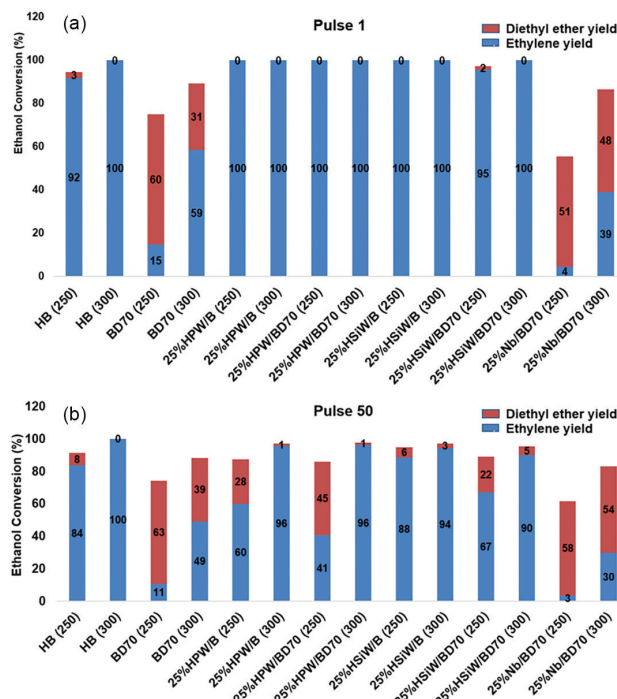 (a)
Pulse 1
Diethyl ether yield
Ethylene yield
Ethanol Conversion (%)
120
100
80
60
40
20
0
3
92
0
100
60
15
31
59
0
100
0
100
0
100
0
100
0
100
0
100
2
95
0
100
51
4
48
39
HB (250)
HB (300)
BD70 (250)
BD70 (300)
25%HPW/B (250)
25%HPW/B (300)
25%HPW/BD70 (250)
25%HPW/BD70 (300)
25%HSiW/B (250)
25%HSiW/B (300)
25%HSiW/BD70 (250)
25%HSiW/BD70 (300)
25%Nb/BD70 (250)
25%Nb/BD70 (300)
(b)
Pulse 50
Diethyl ether yield
Ethylene yield
Ethanol Conversion (%)
120
100
80
60
40
20
0
8
84
0
100
63
11
39
49
28
60
1
96
45
41
1
96
6
88
3
94
22
67
5
90
58
3
54
30
HB (250)
HB (300)
BD70 (250)
BD70 (300)
25%HPW/B (250)
25%HPW/B (300)
25%HPW/BD70 (250)
25%HPW/BD70 (300)
25%HSiW/B (250)
25%HSiW/B (300)
25%HSiW/BD70 (250)
25%HSiW/BD70 (300)
25%Nb/BD70 (250)
25%Nb/BD70 (300)